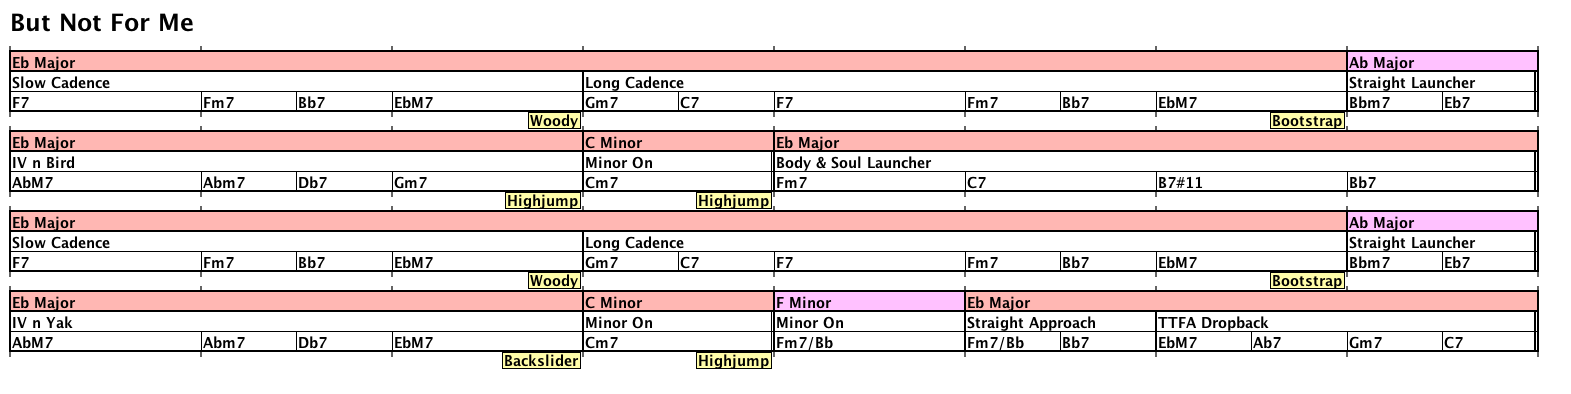 But Not For Me
Eb Major Ab Major
Slow Cadence Long Cadence Straight Launcher
F7 Fm7 Bb7 EbM7 Gm7 C7 F7 Fm7 Bb7 EbM7 Bbm7 Eb7
Woody Bootstrap
Eb Major C Minor Eb Major
IV n Bird Minor On Body & Soul Launcher
AbM7 Abm7 Db7 Gm7 Cm7 Fm7 C7 B7#11 Bb7
Highjump Highjump
Eb Major Ab Major
Slow Cadence Long Cadence Straight Launcher
F7 Fm7 Bb7 EbM7 Gm7 C7 F7 Fm7 Bb7 EbM7 Bbm7 Eb7
Woody Bootstrap
Eb Major C Minor F Minor Eb Major
IV n Yak Minor On Minor On Straight Approach TTFA Dropback
AbM7 Abm7 Db7 EbM7 Cm7 Fm7/Bb Fm7/Bb Bb7 EbM7 Ab7 Gm7 C7
Backslider Highjump